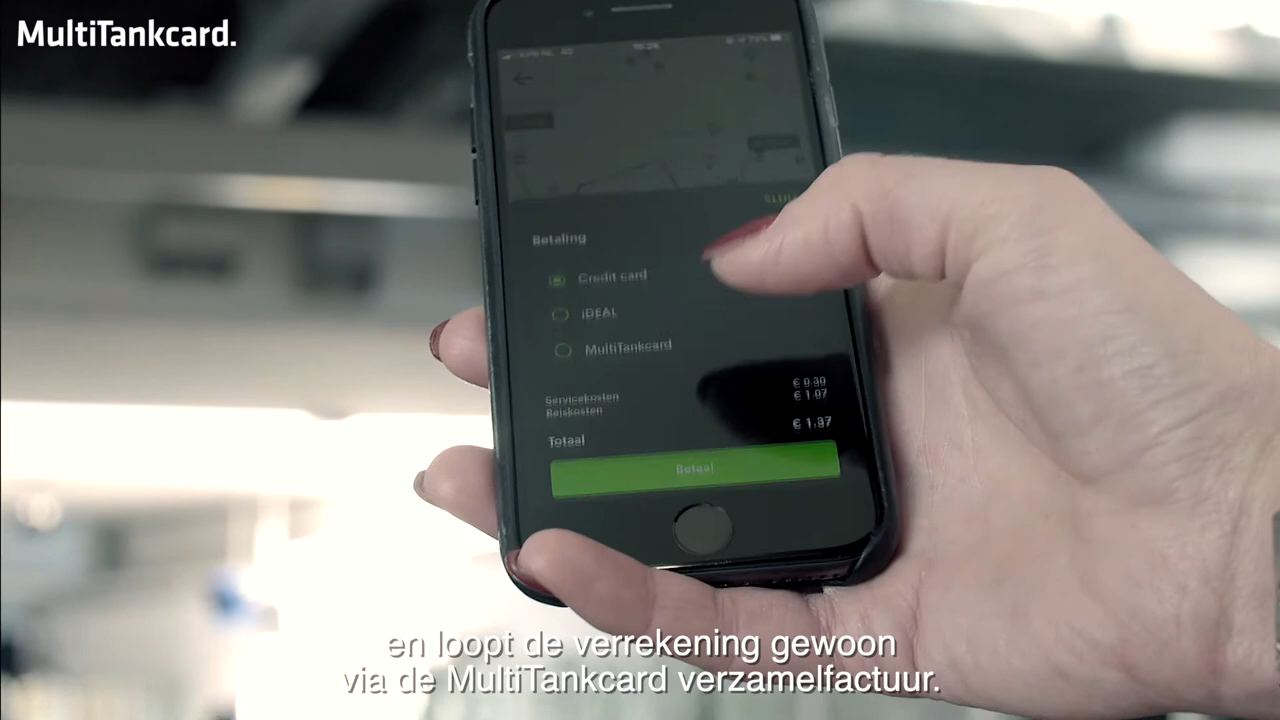 MultiTankcard.
Betaling
Credit card
iDEAL
MultiTankcard
Servicekosten € 0.30
Reiskosten € 1.07
Totaal € 1.37
Betaal
en loopt de verrekening gewoon
via de MultiTankcard verzamelfactuur.